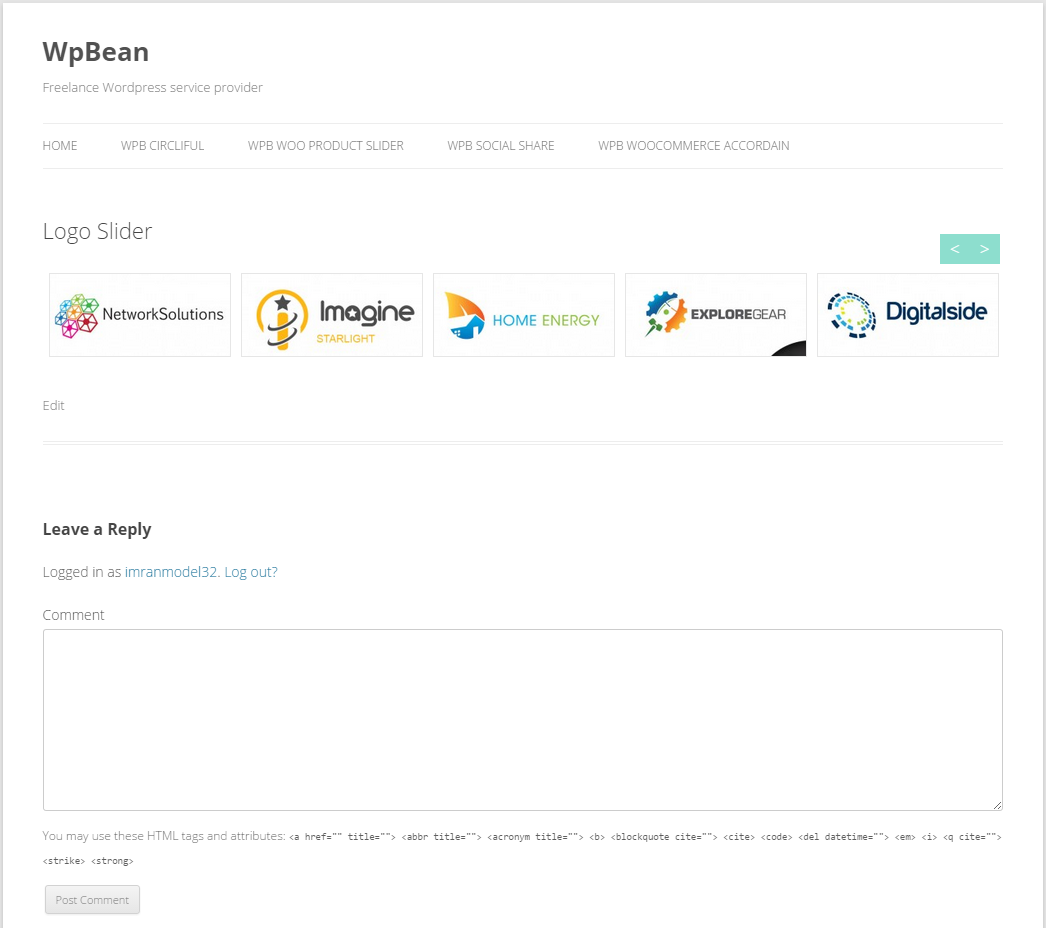 WpBean
Freelance Wordpress service provider
HOME WPB CIRCLIFUL WPB WOO PRODUCT SLIDER WPB SOCIAL SHARE WPB WOOCOMMERCE ACCORDAIN
Logo Slider
< >
NetworkSolutions
Imagine
STARLIGHT
HOME ENERGY
EXPLOREGEAR
Digitalside
Edit
Leave a Reply
Logged in as imranmodel32. Log out?
Comment
You may use these HTML tags and attributes: <a href="" title=""> <abbr title=""> <acronym title=""> <b> <blockquote cite=""> <cite> <code> <del datetime=""> <em> <i> <q cite="">
<strike> <strong>
Post Comment